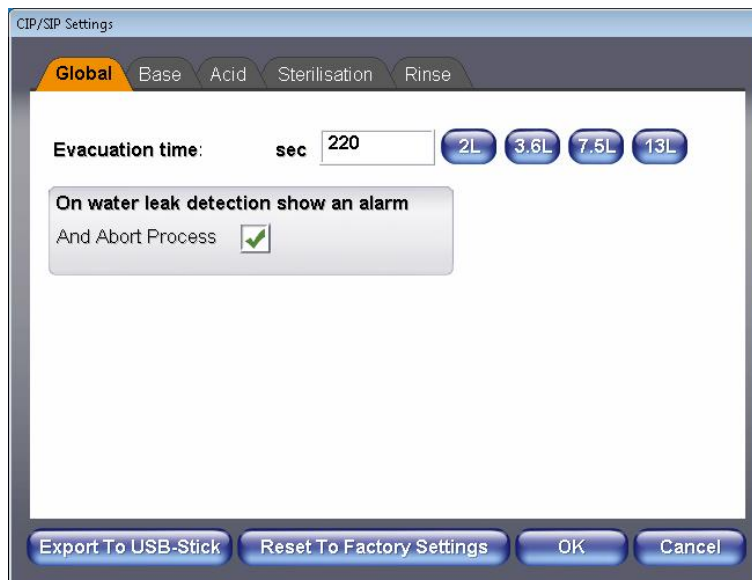 CIP/SIP Settings
Global Base Acid Sterilisation Rinse
Evacuation time: sec 220 2L 3.6L 7.5L 13L
On water leak detection show an alarm
And Abort Process
Export To USB-Stick Reset To Factory Settings OK Cancel